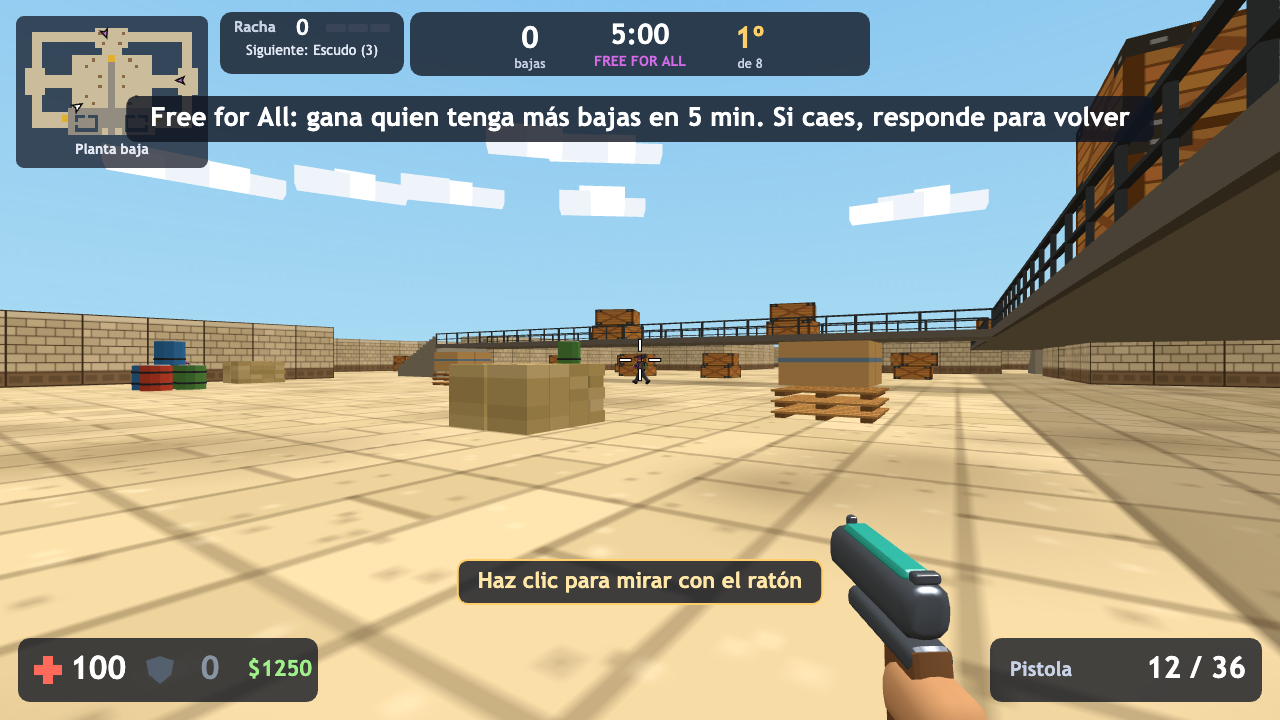 Racha 0
Siguiente: Escudo (3)
0
bajas
5:00
FREE FOR ALL
1º
de 8
Free for All: gana quien tenga más bajas en 5 min. Si caes, responde para volver
Planta baja
Haz clic para mirar con el ratón
100 0 $1250
Pistola 12 / 36